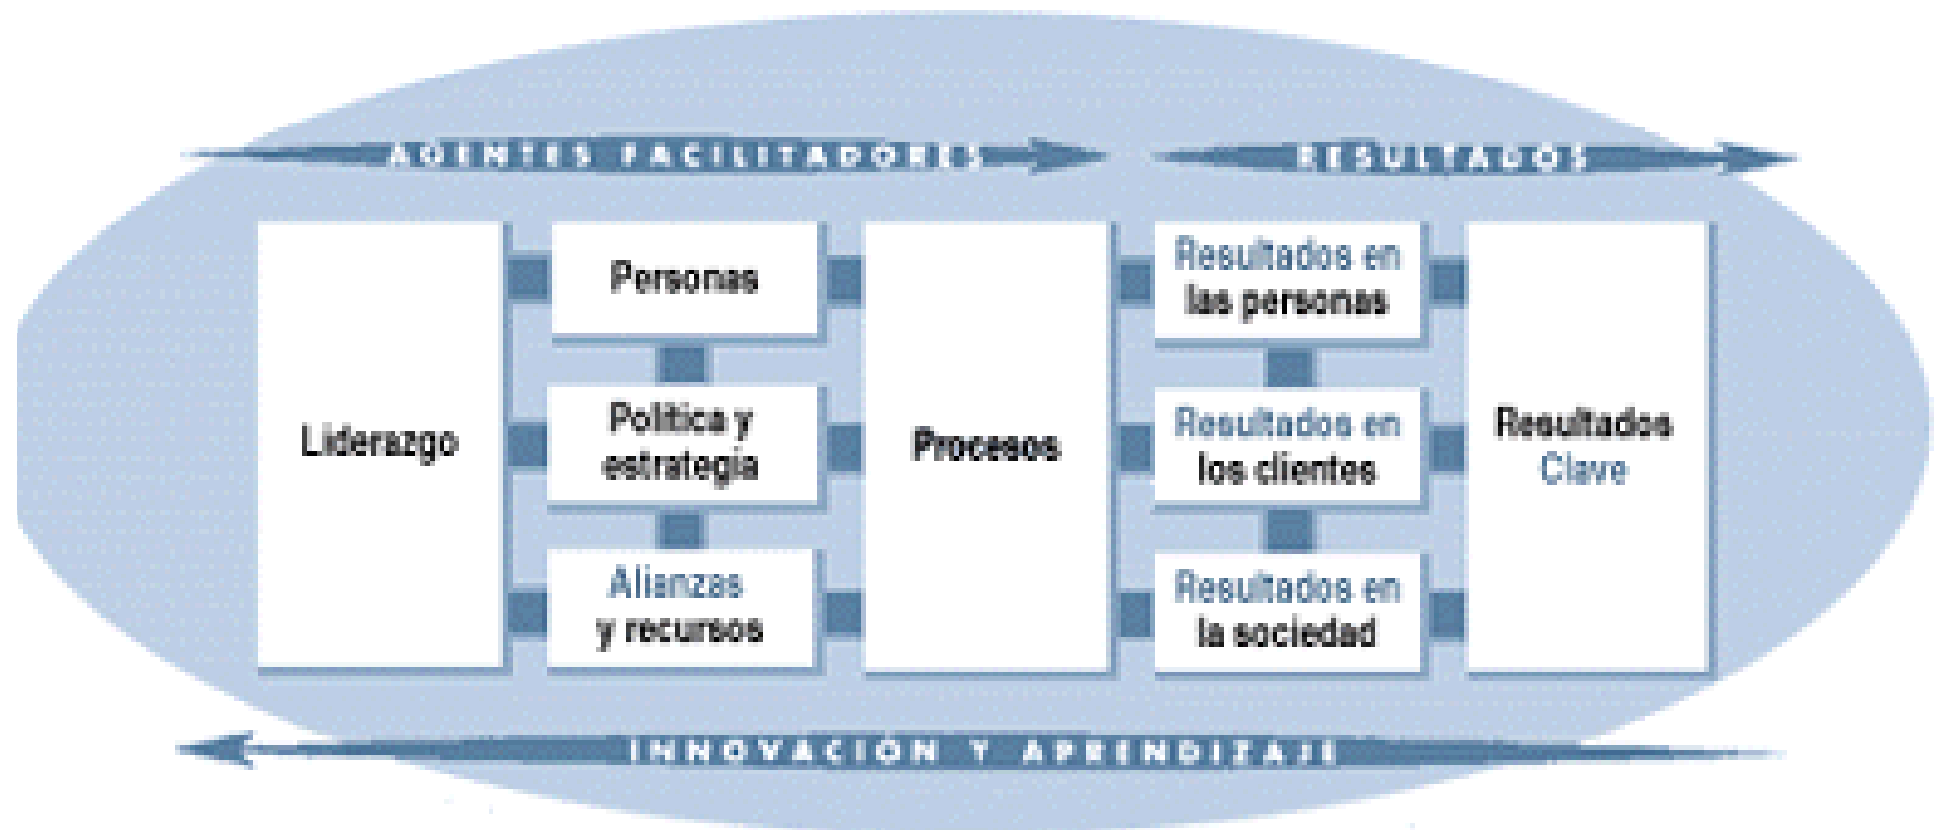 AGENTES FACILITADORES
RESULTADOS
Liderazgo
Personas
Política y
estrategia
Alianzas
y recursos
Procesos
Resultados en
las personas
Resultados en
los clientes
Resultados en
la sociedad
Resultados
Clave
INNOVACIÓN Y APRENDIZAJE